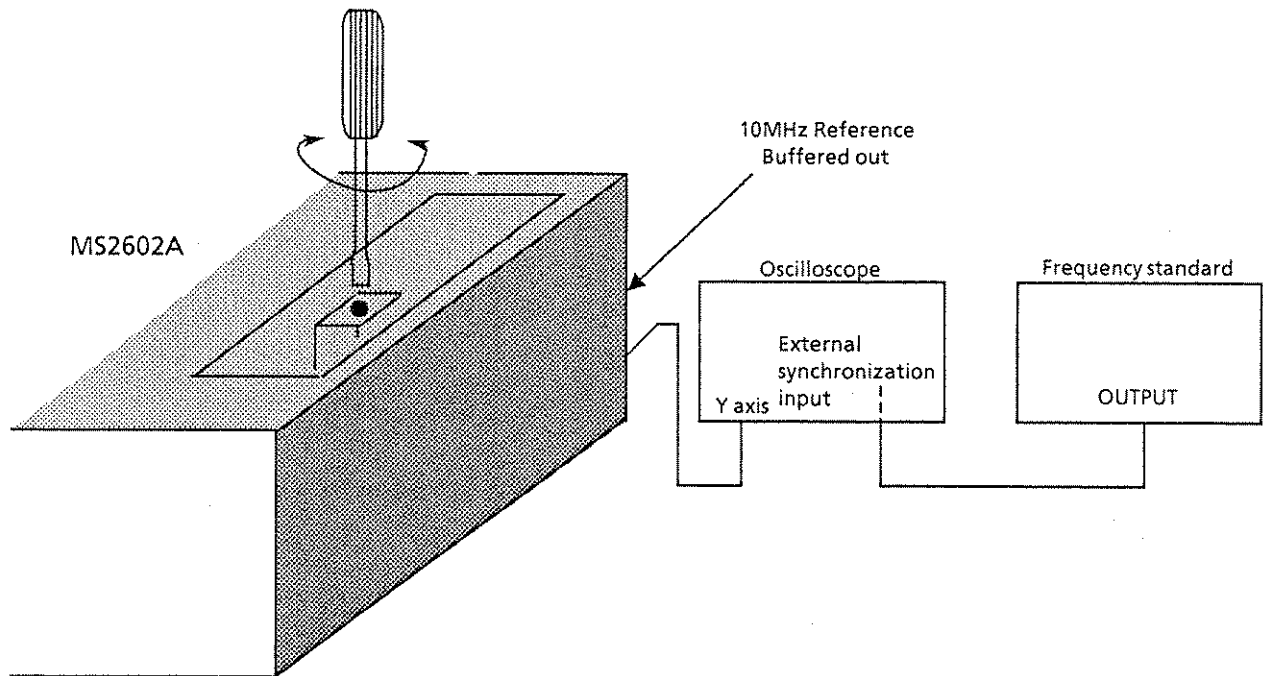 10MHz Reference
Buffered out
MS2602A
Oscilloscope
External
synchronization
input
Y axis
Frequency standard
OUTPUT